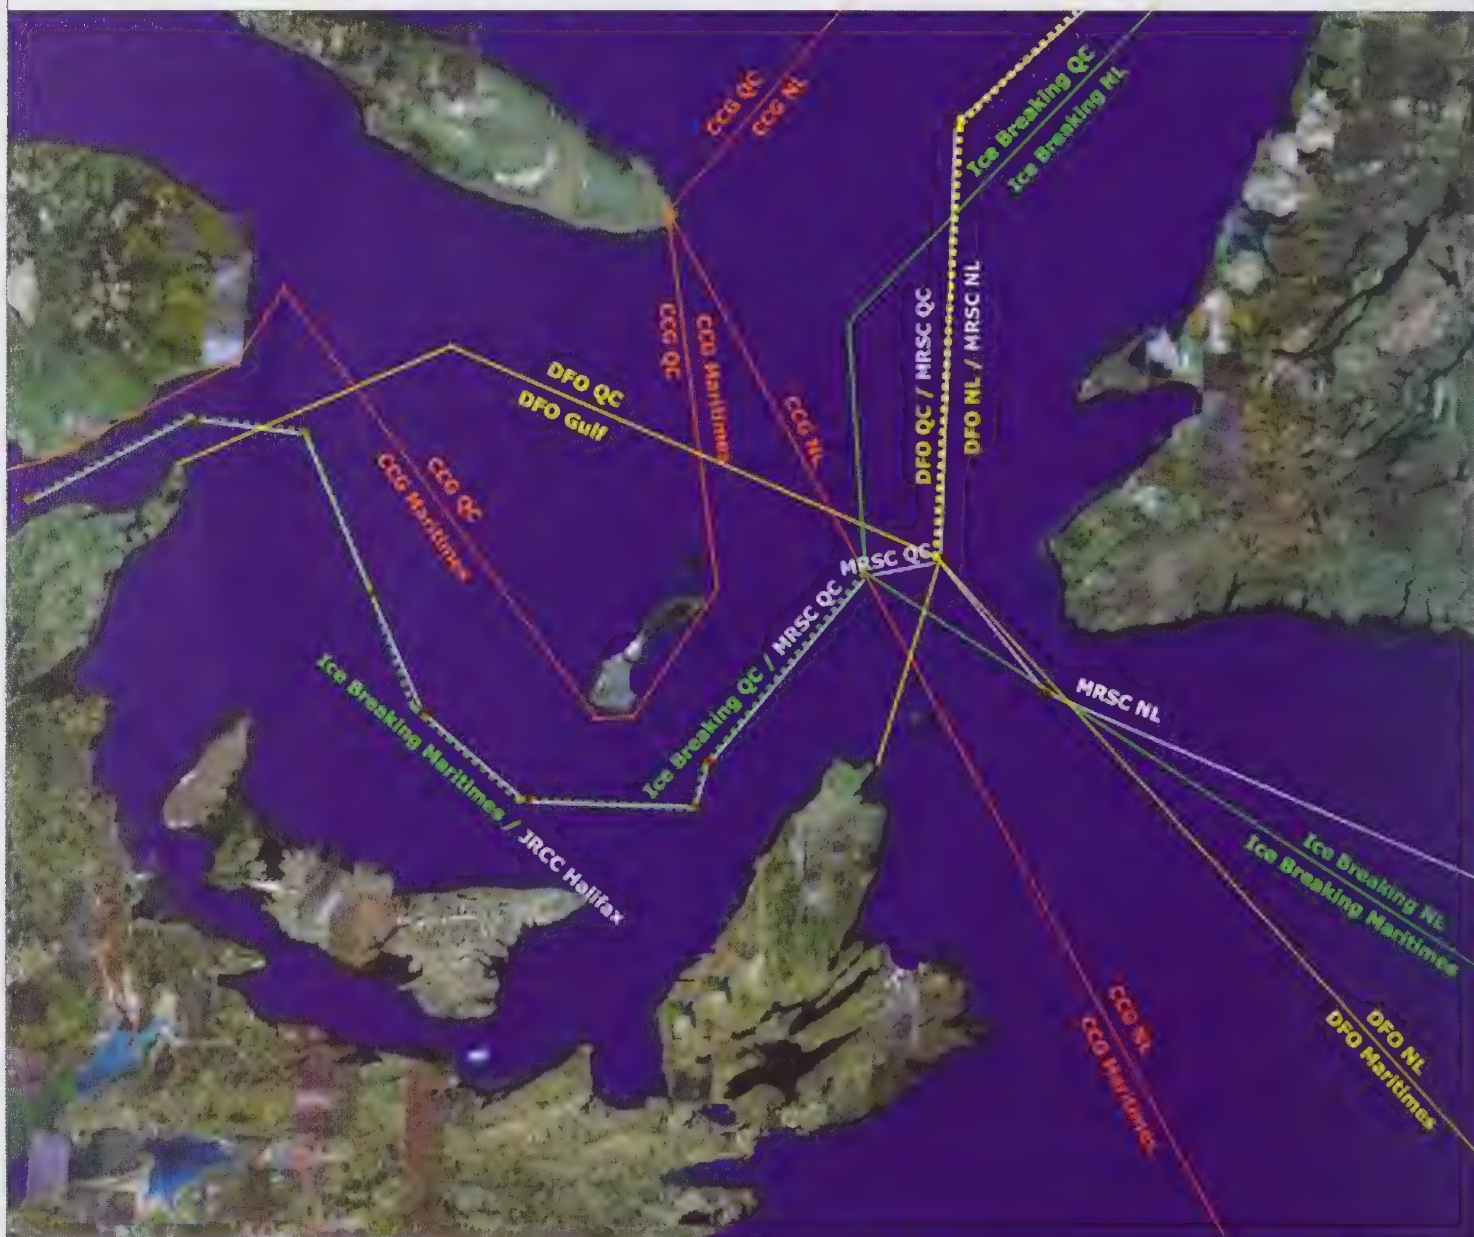 CCG QC
CCG NL
Ice Breaking QC
Ice Breaking NL
DFO QC / MRSC QC
DFO NL / MRSC NL
CCG QC
CCG Maritimes
DFO QC
DFO Gulf
CCG NL
CCG QC
CCG Maritimes
MRSC QC
Ice Breaking QC / MRSC QC
Ice Breaking Maritimes / JRCC Halifax
MRSC NL
Ice Breaking NL
Ice Breaking Maritimes
CCG NL
CCG Maritimes
DFO NL
DFO Maritimes